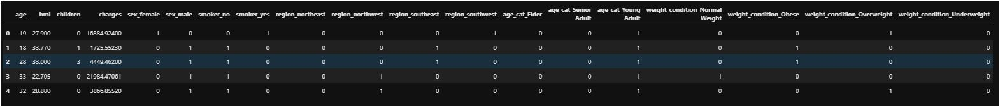 age bmi children charges sex_female sex_male smoker_no smoker_yes region_northeast region_northwest region_southeast region_southwest age_cat_Elder age_cat_Senior Adult age_cat_Young Adult weight_condition_Normal Weight weight_condition_Obese weight_condition_Overweight weight_condition_Underweight
0 19 27.900 0 16884.92400 1 0 0 1 0 0 0 1 0 0 1 0 0 1 0
1 18 33.770 1 1725.55230 0 1 1 0 0 0 1 0 0 0 1 0 1 0 0
2 28 33.000 3 4449.46200 0 1 1 0 0 0 1 0 0 0 1 0 1 0 0
3 33 22.705 0 21984.47061 0 1 1 0 0 1 0 0 0 0 1 1 0 0 0
4 32 28.880 0 3866.85520 0 1 1 0 0 1 0 0 0 0 1 0 0 1 0